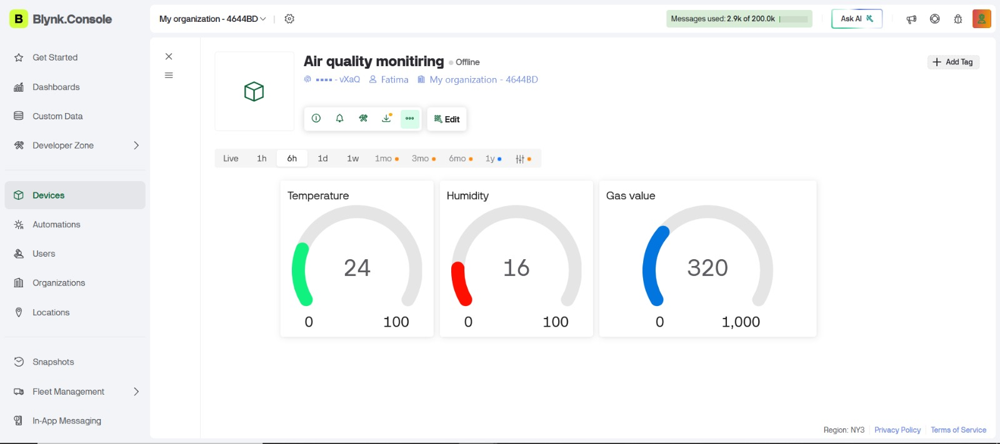 B Blynk.Console
My organization - 4644BD
Messages used: 2.9k of 200.0k
Ask AI
Get Started
Dashboards
Custom Data
Developer Zone
Devices
Automations
Users
Organizations
Locations
Snapshots
Fleet Management
In-App Messaging
Air quality monitiring Offline
- vXaQ Fatima My organization - 4644BD
Add Tag
Edit
Live 1h 6h 1d 1w 1mo 3mo 6mo 1y
Temperature
24
0 100
Humidity
16
0 100
Gas value
320
0 1,000
Region: NY3 Privacy Policy Terms of Service